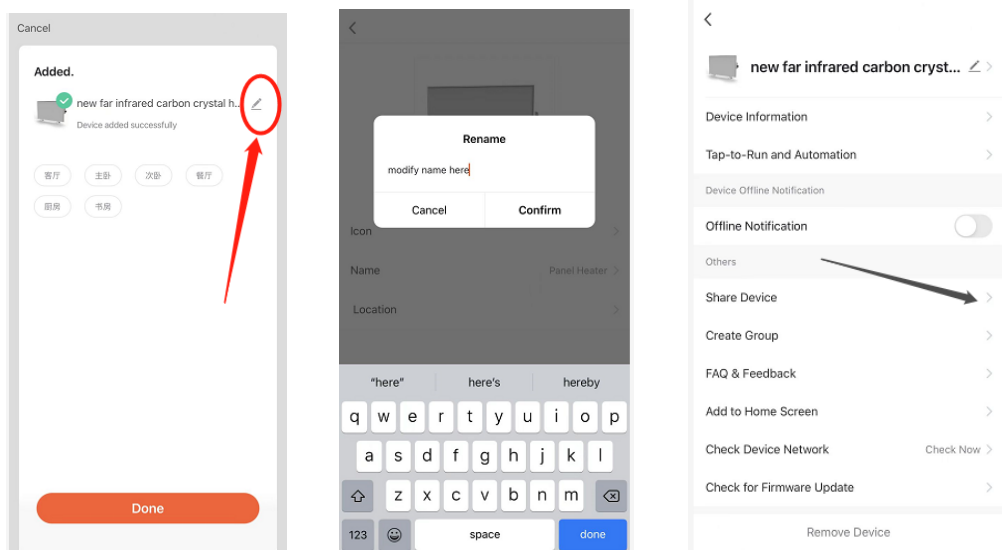 Cancel
Added.
new far infrared carbon crystal h...
Device added successfully
客厅 主卧 次卧 餐厅
厨房 书房
Done
Rename
modify name here
Cancel Confirm
Icon
Name Panel Heater
Location
"here" here's hereby
q w e r t y u i o p
a s d f g h j k l
z x c v b n m
123 space done
new far infrared carbon cryst...
Device Information
Tap-to-Run and Automation
Device Offline Notification
Offline Notification
Others
Share Device
Create Group
FAQ & Feedback
Add to Home Screen
Check Device Network Check Now
Check for Firmware Update
Remove Device